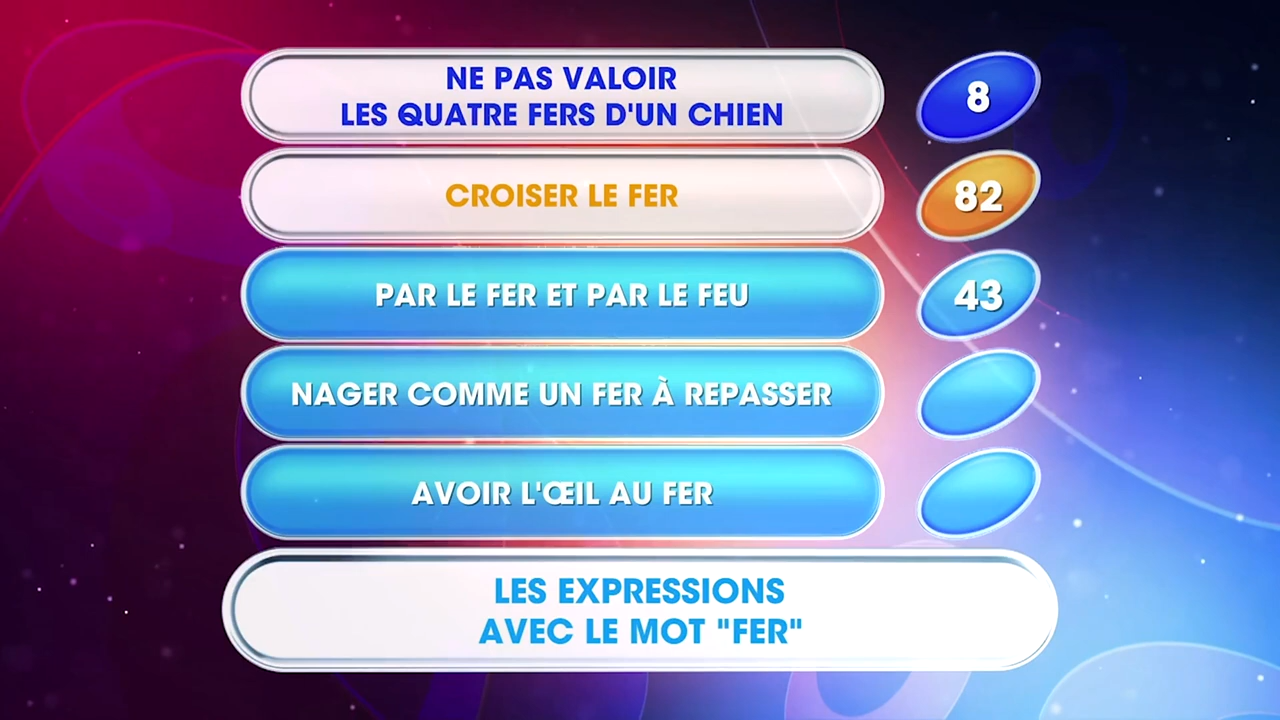 NE PAS VALOIR
LES QUATRE FERS D'UN CHIEN
8
CROISER LE FER
82
PAR LE FER ET PAR LE FEU
43
NAGER COMME UN FER À REPASSER
AVOIR L'ŒIL AU FER
LES EXPRESSIONS
AVEC LE MOT "FER"